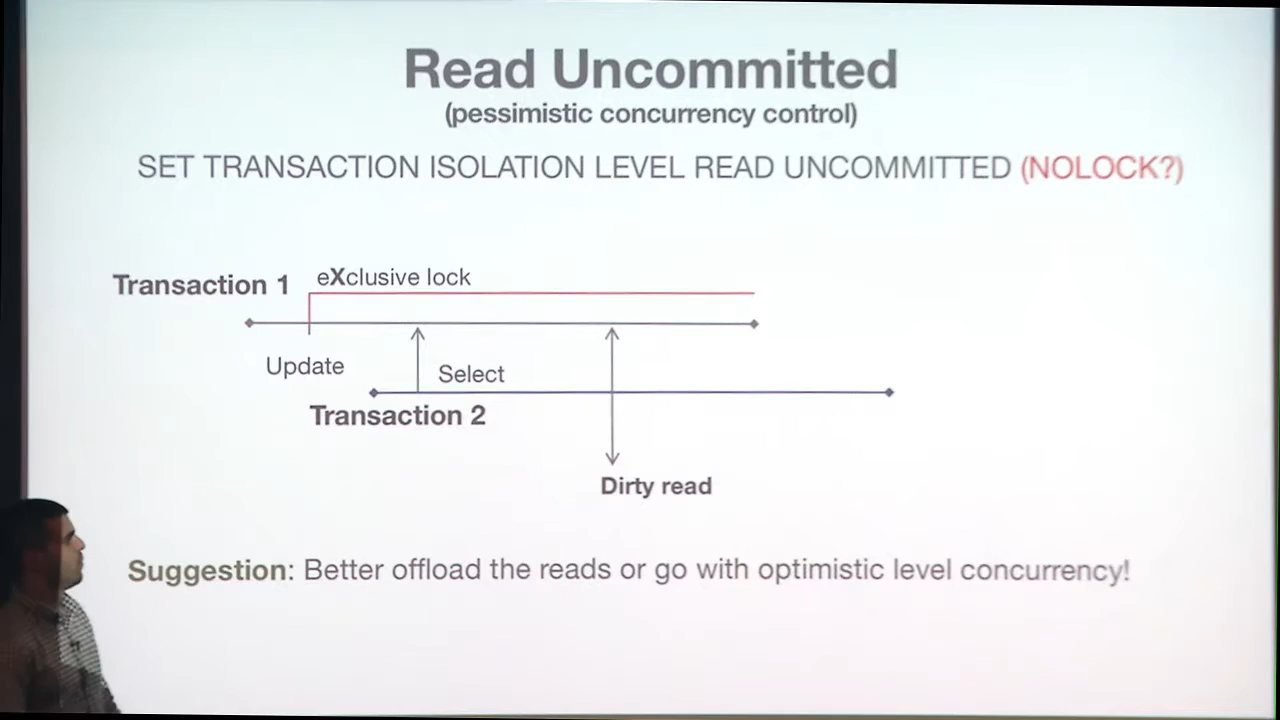 Read Uncommitted
(pessimistic concurrency control)
SET TRANSACTION ISOLATION LEVEL READ UNCOMMITTED (NOLOCK?)
Transaction 1
eXclusive lock
Update
Select
Transaction 2
Dirty read
Suggestion: Better offload the reads or go with optimistic level concurrency!